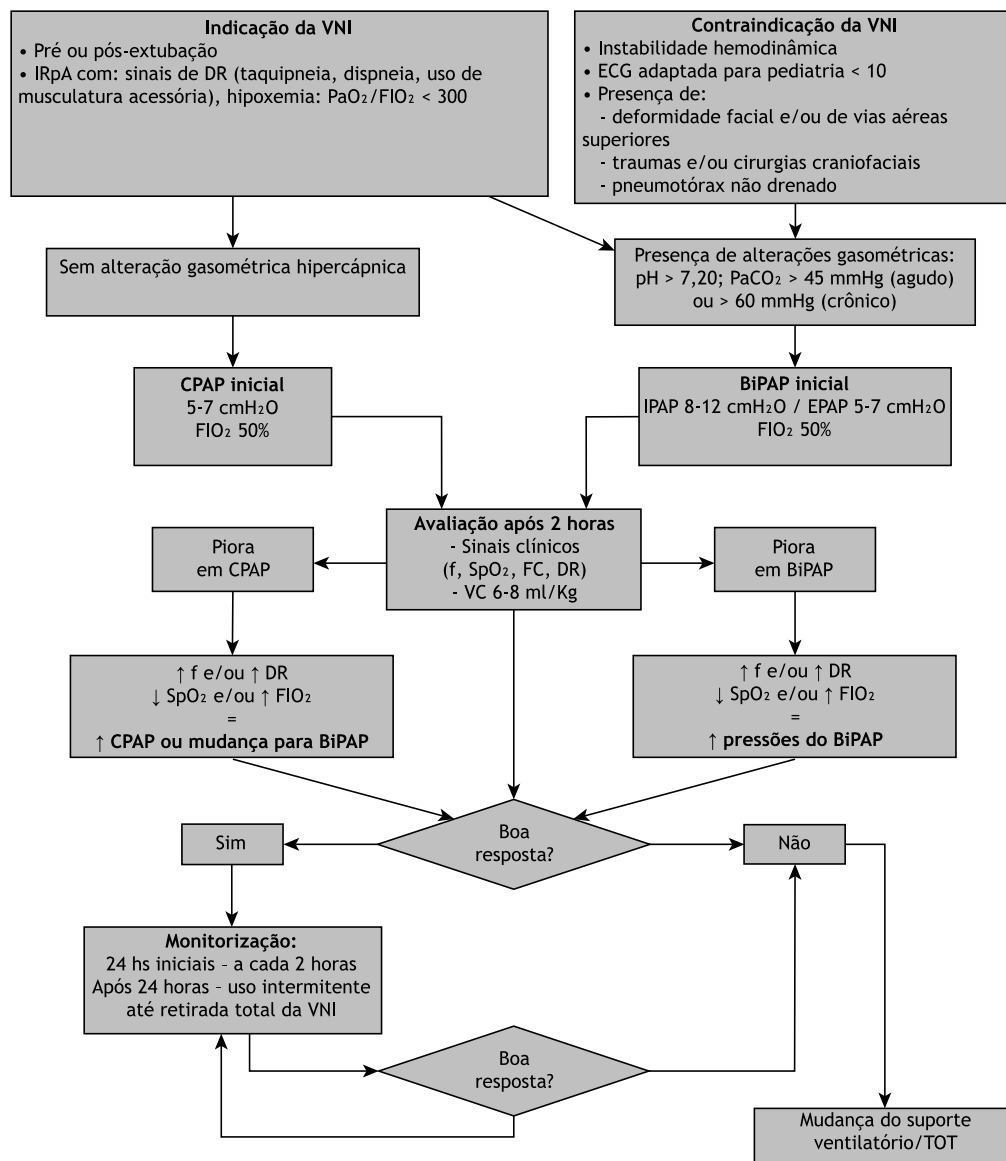 Indicação da VNI
• Pré ou pós-extubação
• IRpA com: sinais de DR (taquipneia, dispneia, uso de
musculatura acessória), hipoxemia: PaO₂/FIO₂ < 300
Contraindicação da VNI
• Instabilidade hemodinâmica
• ECG adaptada para pediatria < 10
• Presença de:
- deformidade facial e/ou de vias aéreas
superiores
- traumas e/ou cirurgias craniofaciais
- pneumotórax não drenado
Sem alteração gasométrica hipercápnica
Presença de alterações gasométricas:
pH > 7,20; PaCO₂ > 45 mmHg (agudo)
ou > 60 mmHg (crônico)
CPAP inicial
5-7 cmH₂O
FIO₂ 50%
BiPAP inicial
IPAP 8-12 cmH₂O / EPAP 5-7 cmH₂O
FIO₂ 50%
Avaliação após 2 horas
- Sinais clínicos
(f, SpO₂, FC, DR)
- VC 6-8 ml/Kg
Piora
em CPAP
Piora
em BiPAP
↑ f e/ou ↑ DR
↓ SpO₂ e/ou ↑ FIO₂
=
↑ CPAP ou mudança para BiPAP
↑ f e/ou ↑ DR
↓ SpO₂ e/ou ↑ FIO₂
=
↑ pressões do BiPAP
Boa
resposta?
Sim
Não
Monitorização:
24 hs iniciais – a cada 2 horas
Após 24 horas – uso intermitente
até retirada total da VNI
Boa
resposta?
Mudança do suporte
ventilatório/TOT